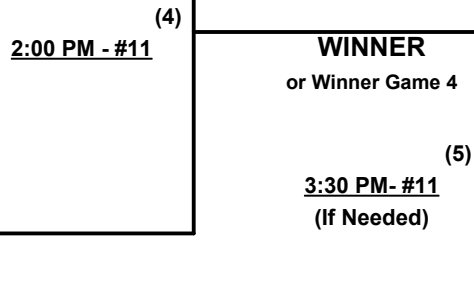 (4)
2:00 PM - #11
WINNER
or Winner Game 4
(5)
3:30 PM- #11
(If Needed)